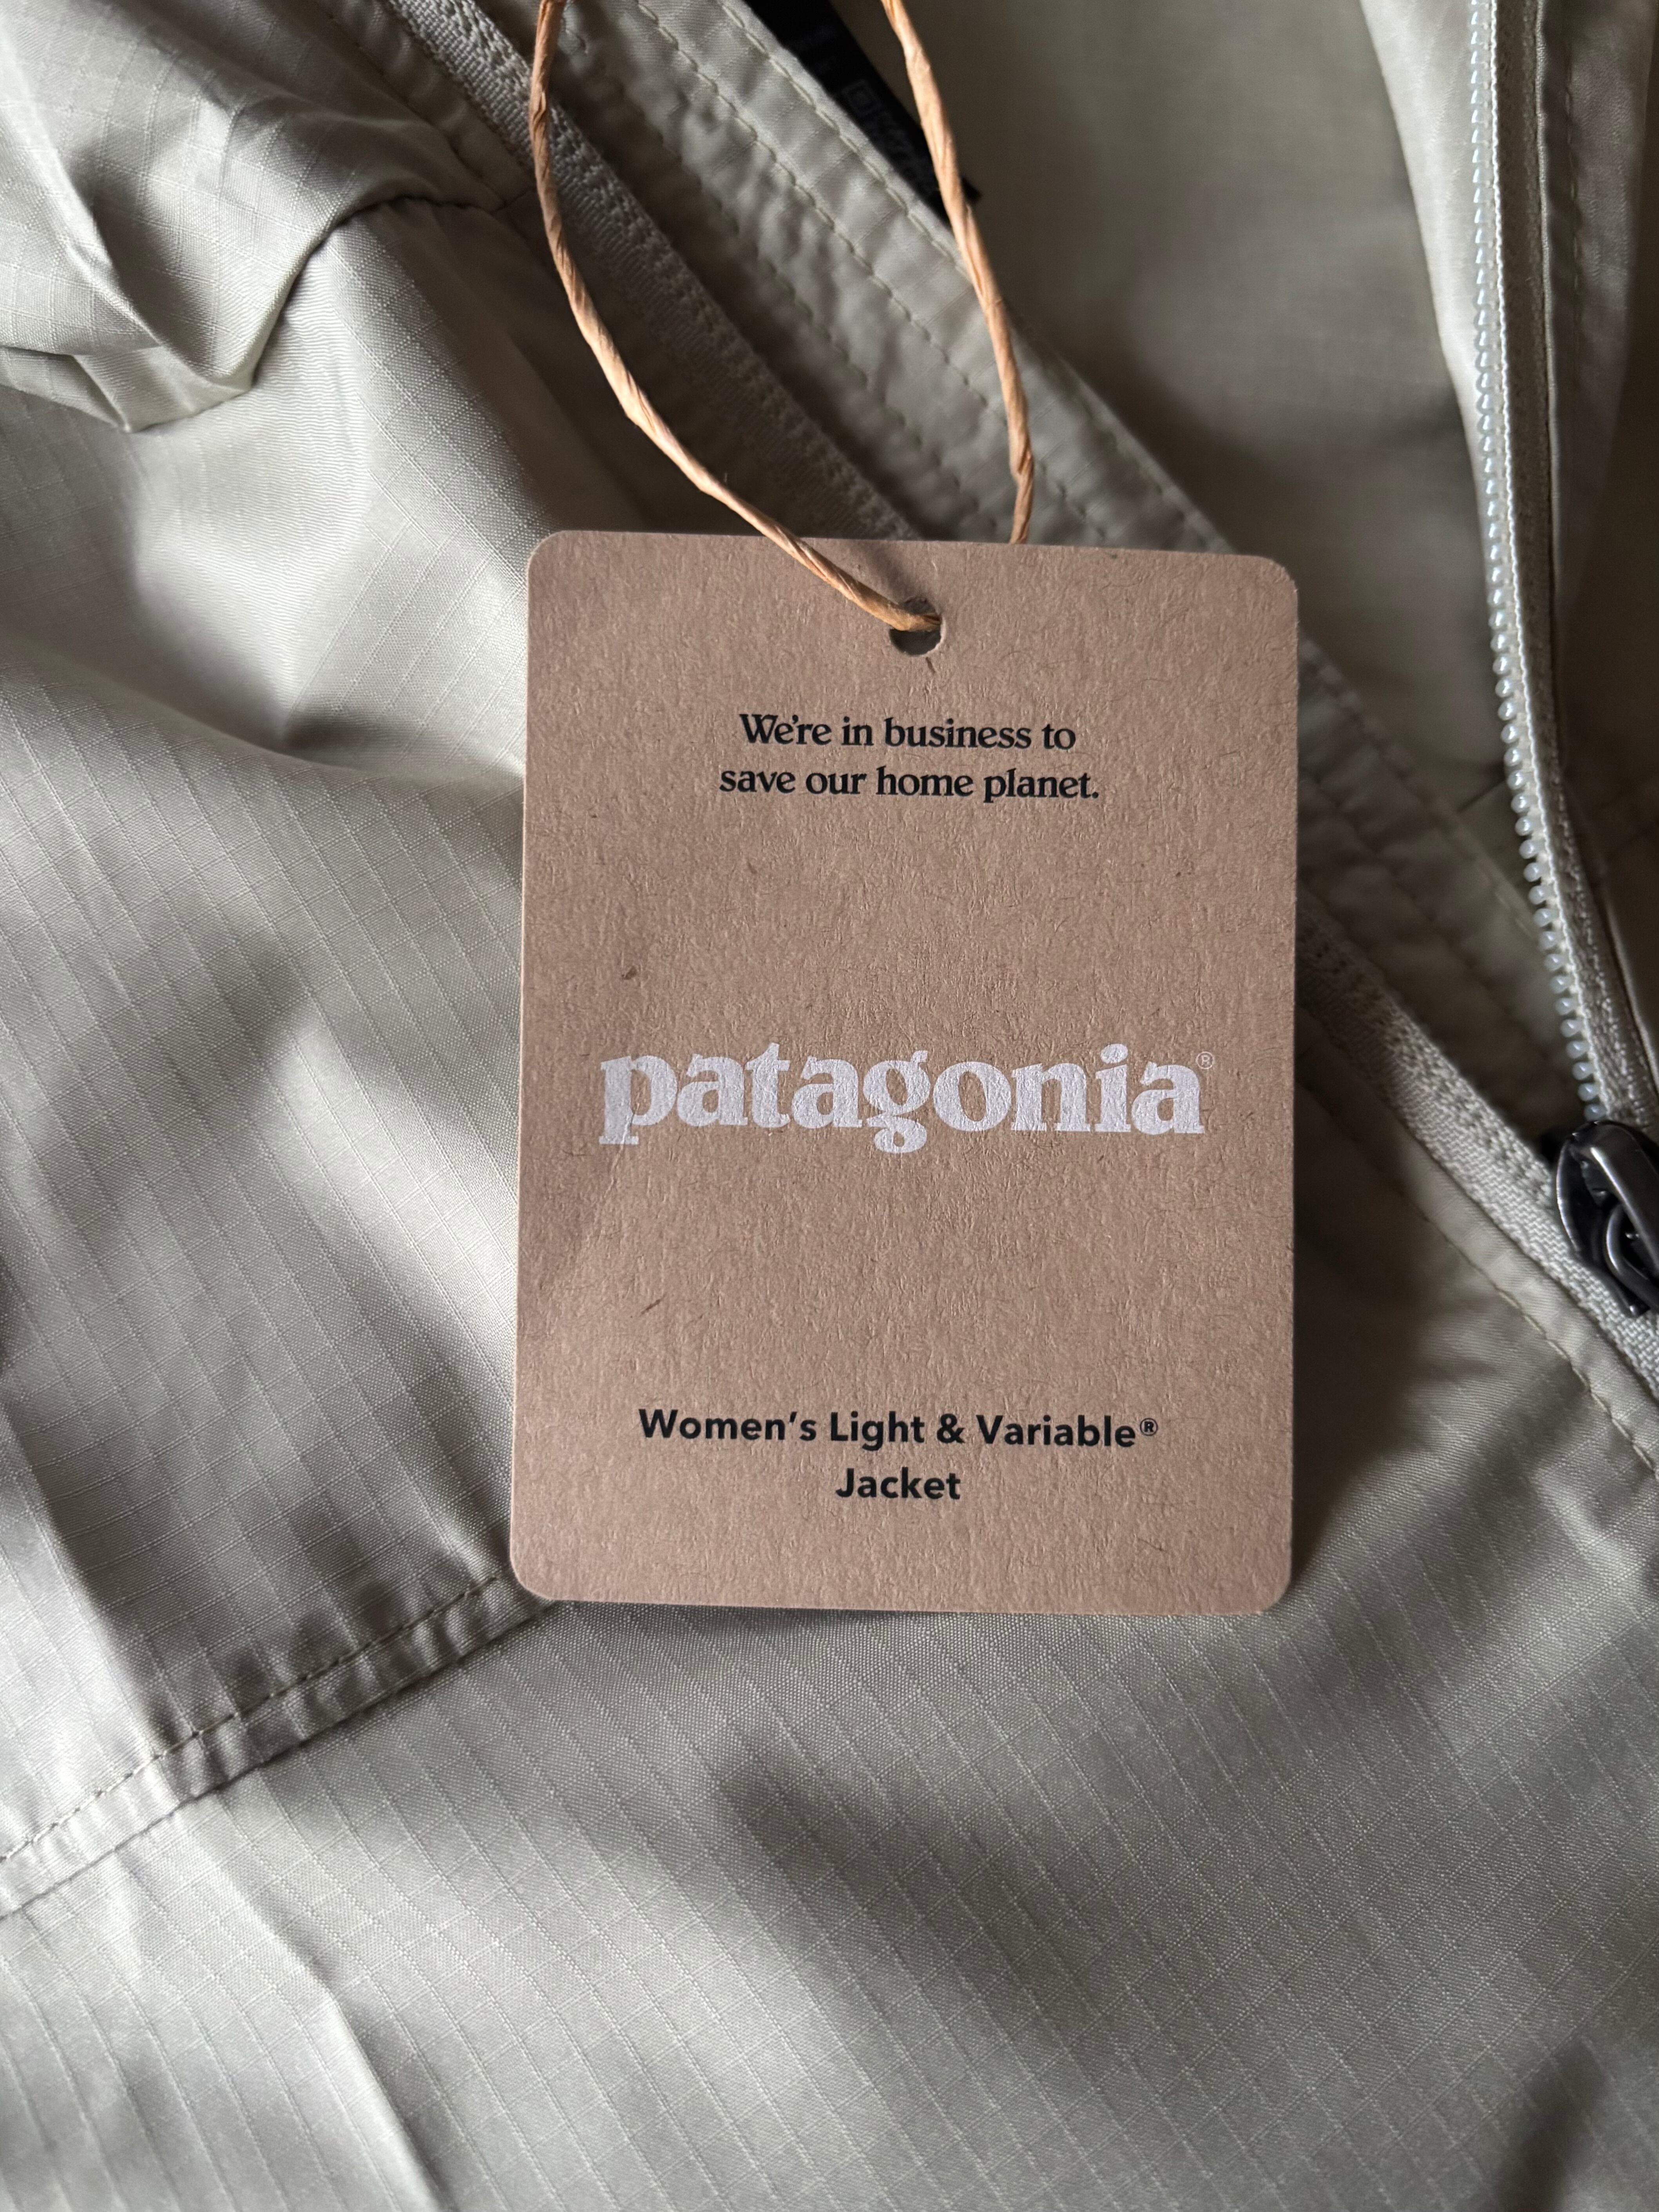 We're in business to
save our home planet.
patagonia®
Women's Light & Variable®
Jacket